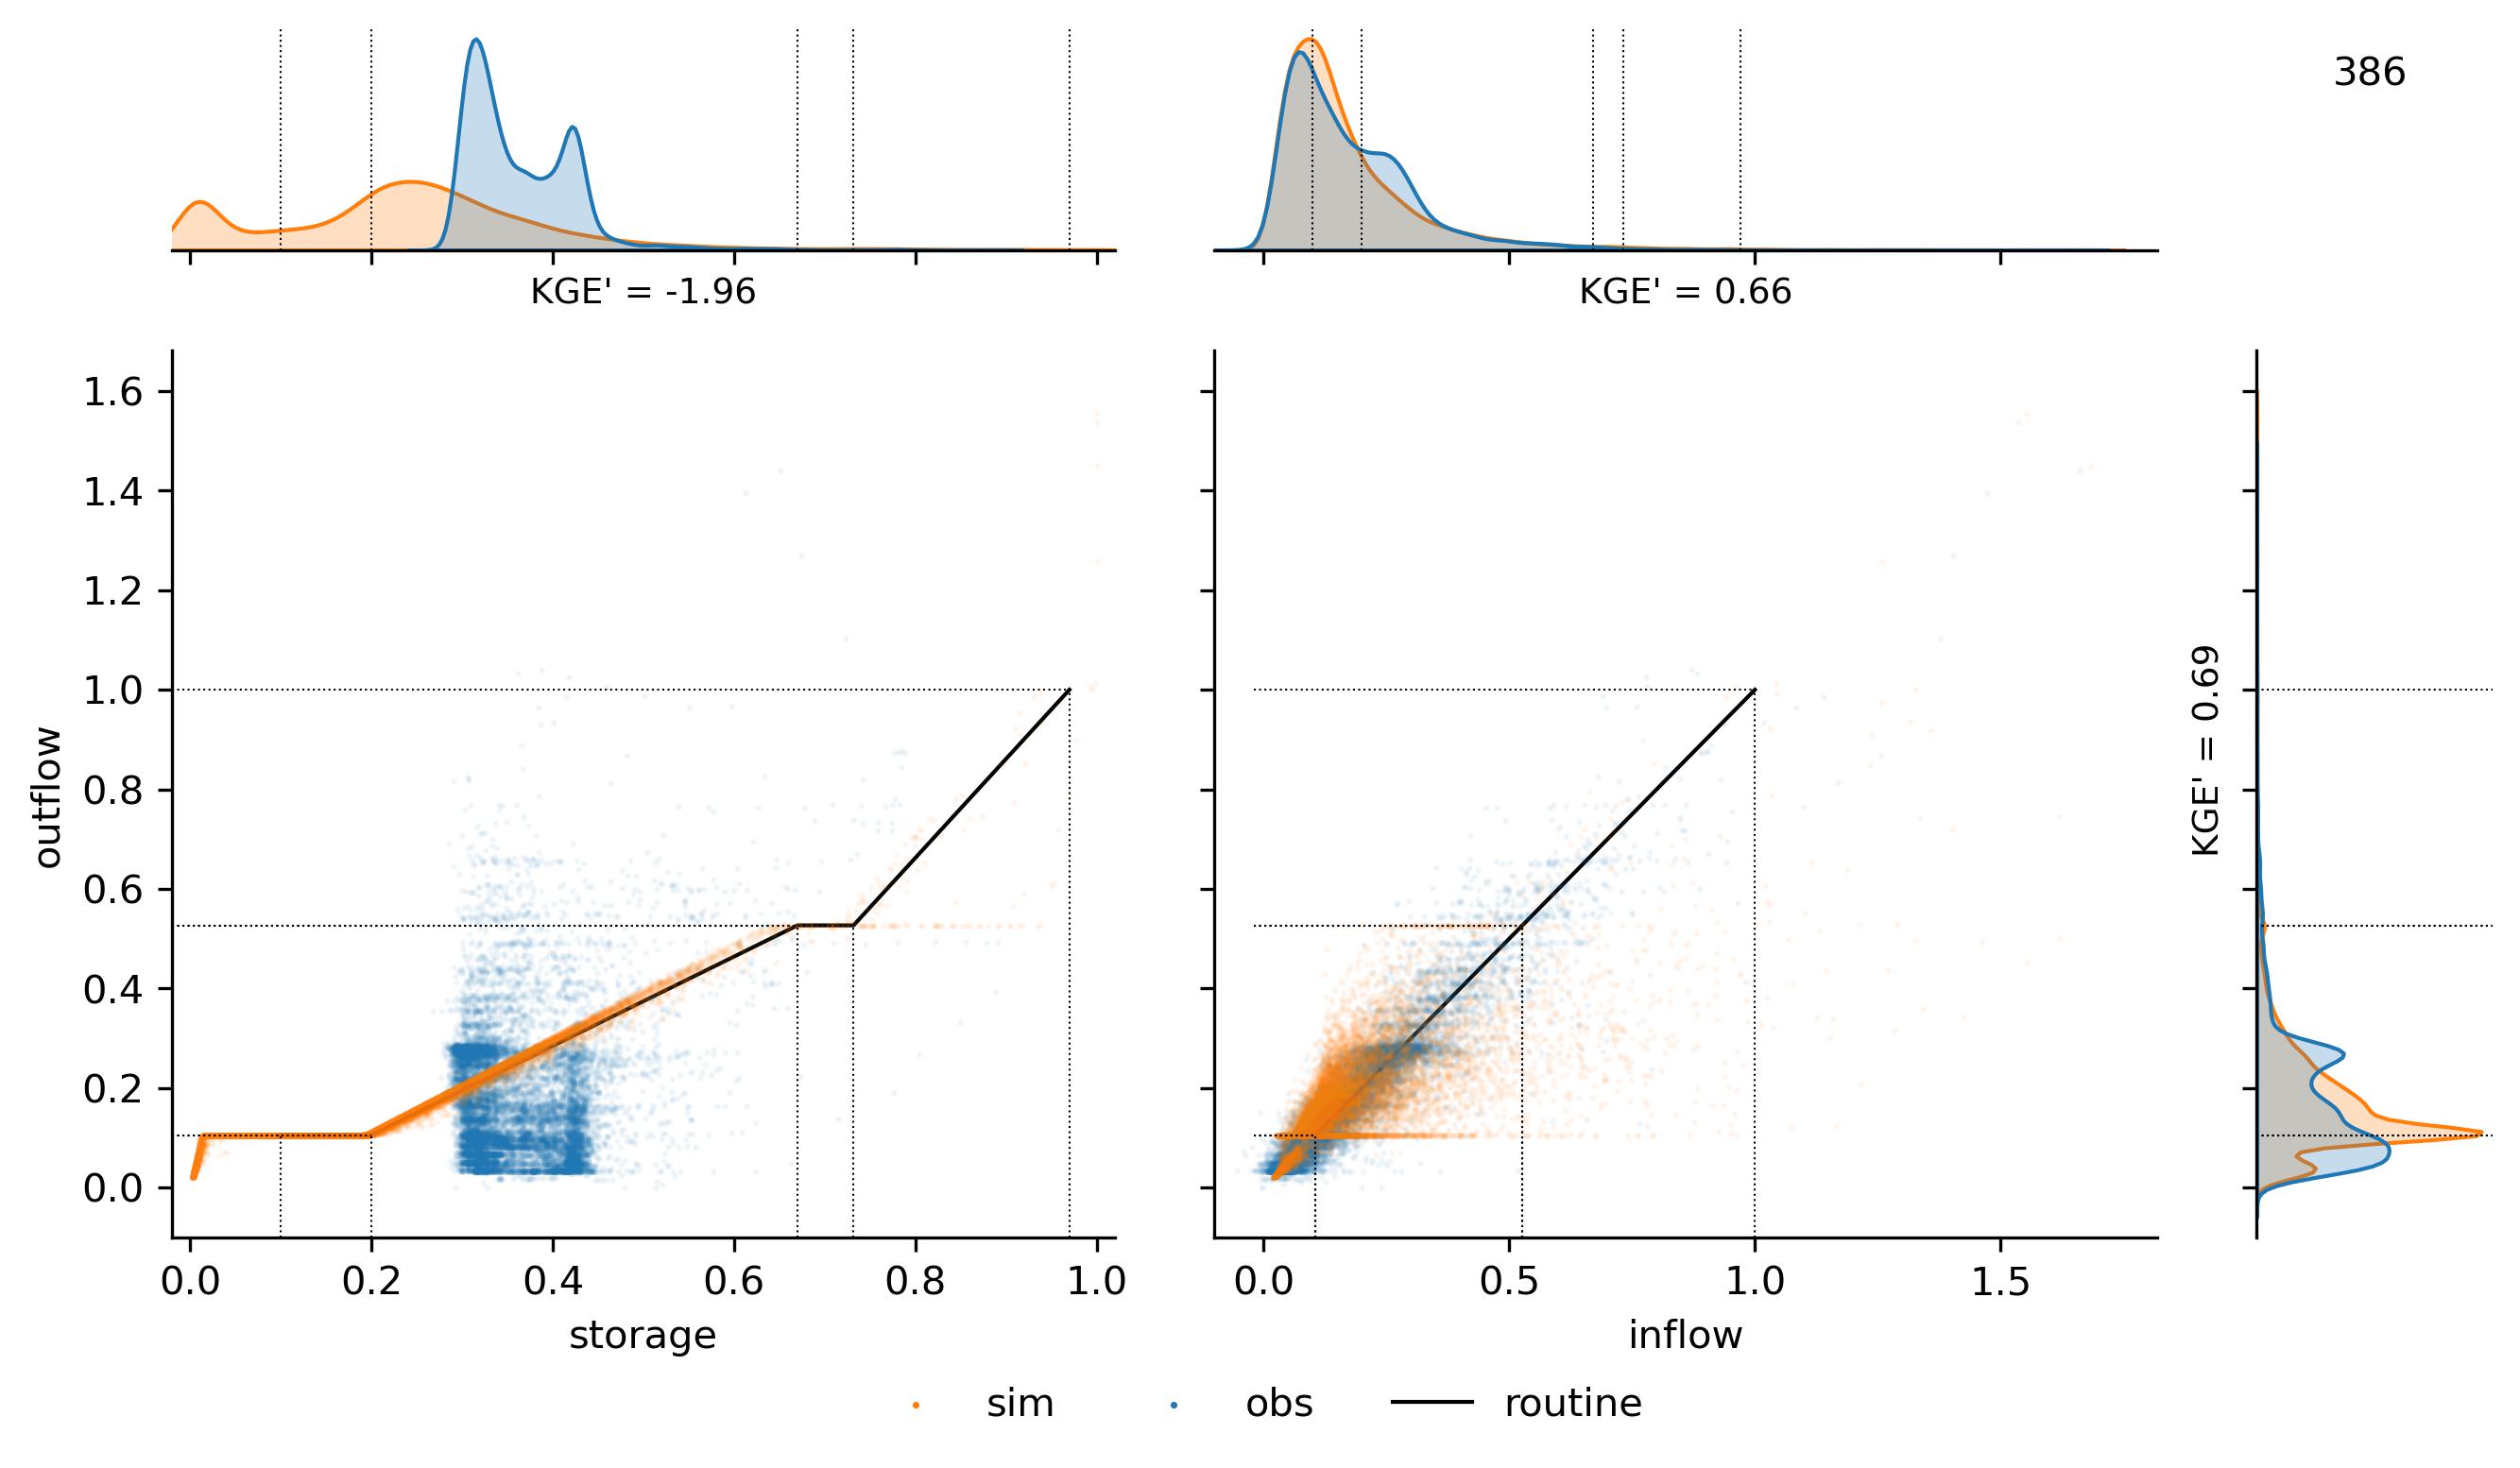 386
KGE' = -1.96
KGE' = 0.66
outflow
1.6
1.4
1.2
1.0
0.8
0.6
0.4
0.2
0.0
KGE' = 0.69
0.0 0.2 0.4 0.6 0.8 1.0
storage
0.0 0.5 1.0 1.5
inflow
sim obs routine